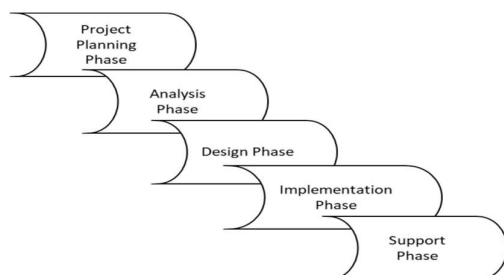 Project
Planning
Phase
Analysis
Phase
Design Phase
Implementation
Phase
Support
Phase